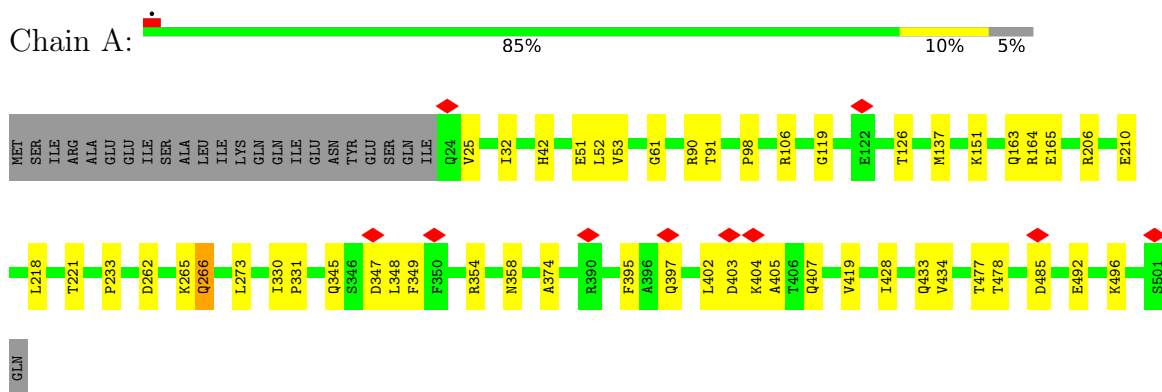 Chain A:
85% 10% 5%
MET SER ILE ARG ALA GLU GLU ILE SER ALA LEU ILE LYS GLN GLN ILE GLU ASN TYR GLU SER GLN ILE Q24 V25 I32 H42 E51 L52 V53 G61 R90 T91 P98 R106 G119 E122 T126 M137 K151 Q163 R164 E165 R206 E210
L218 T221 P233 D262 K265 Q266 L273 I330 P331 Q345 S346 D347 L348 F349 F350 R354 N358 A374 R390 F395 A396 Q397 L402 D403 K404 A405 T406 Q407 V419 I428 Q433 V434 T477 T478 D485 E492 K496 S501
GLN